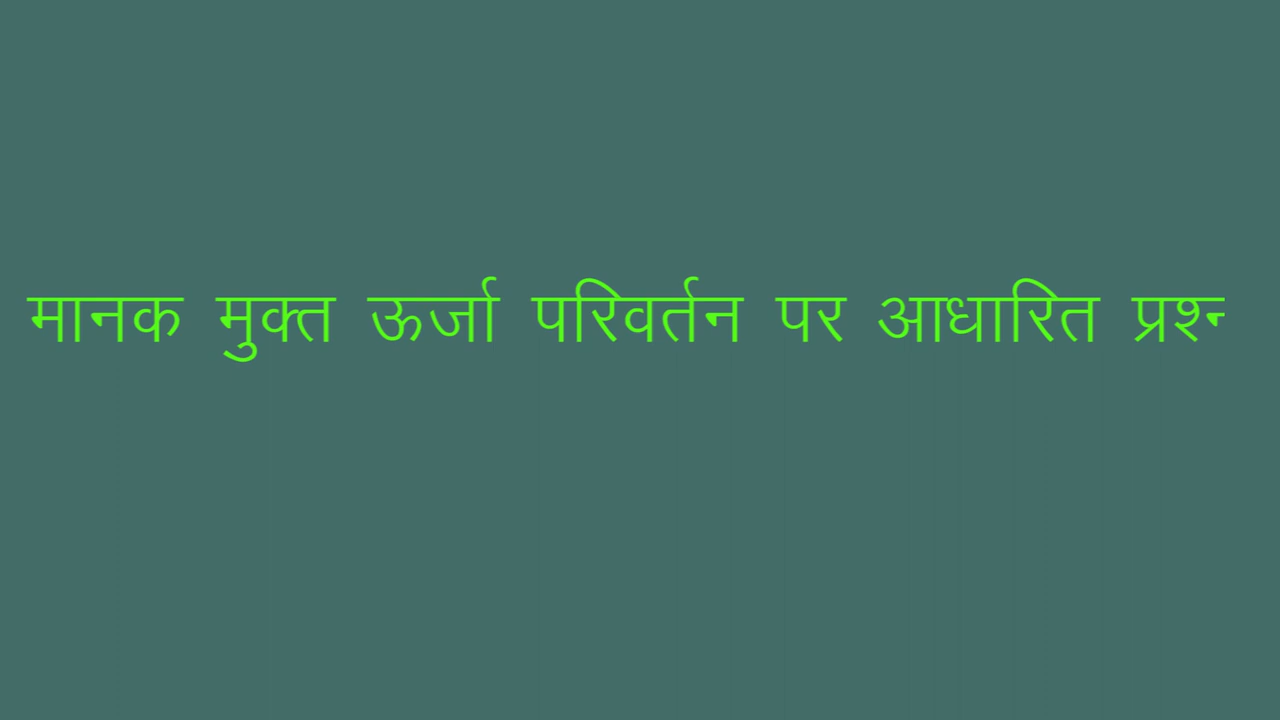 मानक मुक्त ऊर्जा परिवर्तन पर आधारित प्रश्न